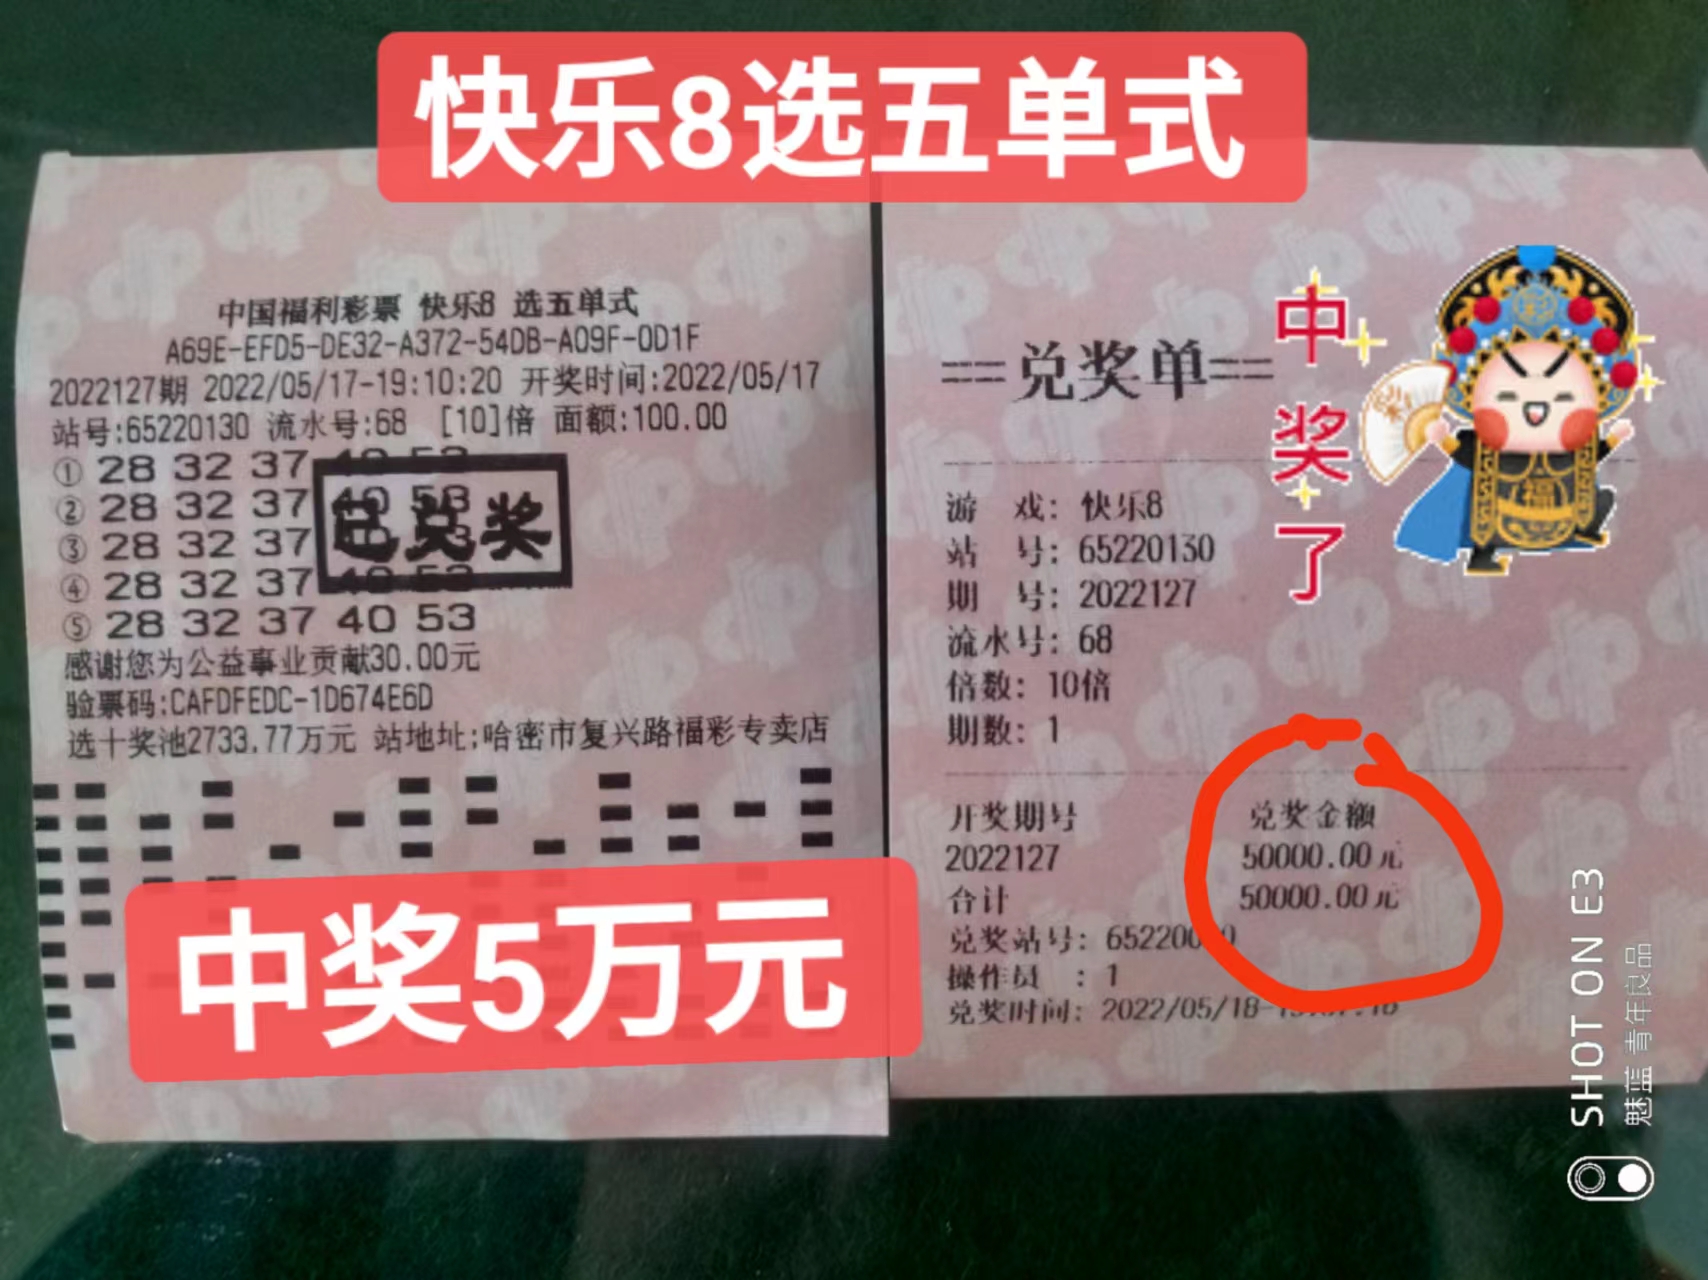 快乐8选五单式
中国福利彩票 快乐8 选五单式
A69E-EFD5-DE32-A372-54DB-A09F-0D1F
2022127期 2022/05/17-19:10:20 开奖时间:2022/05/17
站号:65220130 流水号:68 [10]倍 面额:100.00
① 28 32 37 40 53
② 28 32 37 40 53
③ 28 32 37
④ 28 32 37 40 53
⑤ 28 32 37 40 53
已兑奖
感谢您为公益事业贡献30.00元
验票码:CAFDFEDC-1D674E6D
选十奖池2733.77万元 站地址:哈密市复兴路福彩专卖店
中奖5万元
==兑奖单==
游 戏: 快乐8
站 号: 65220130
期 号: 2022127
流水号: 68
倍数: 10倍
期数: 1
开奖期号 兑奖金额
2022127 50000.00元
合计 50000.00元
兑奖站号:
操作员 : 1
兑奖时间: 2022/05/18
中奖了
福
SHOT ON E3
魅蓝 青年良品